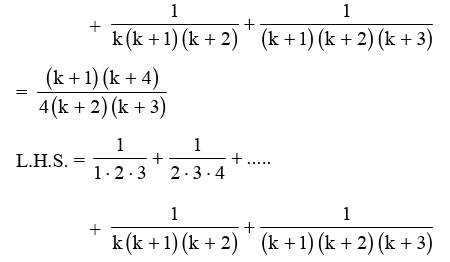 + 1/(k(k+1)(k+2)) + 1/((k+1)(k+2)(k+3))
= (k+1)(k+4)/(4(k+2)(k+3))
L.H.S. = 1/(1·2·3) + 1/(2·3·4) + .....
+ 1/(k(k+1)(k+2)) + 1/((k+1)(k+2)(k+3))